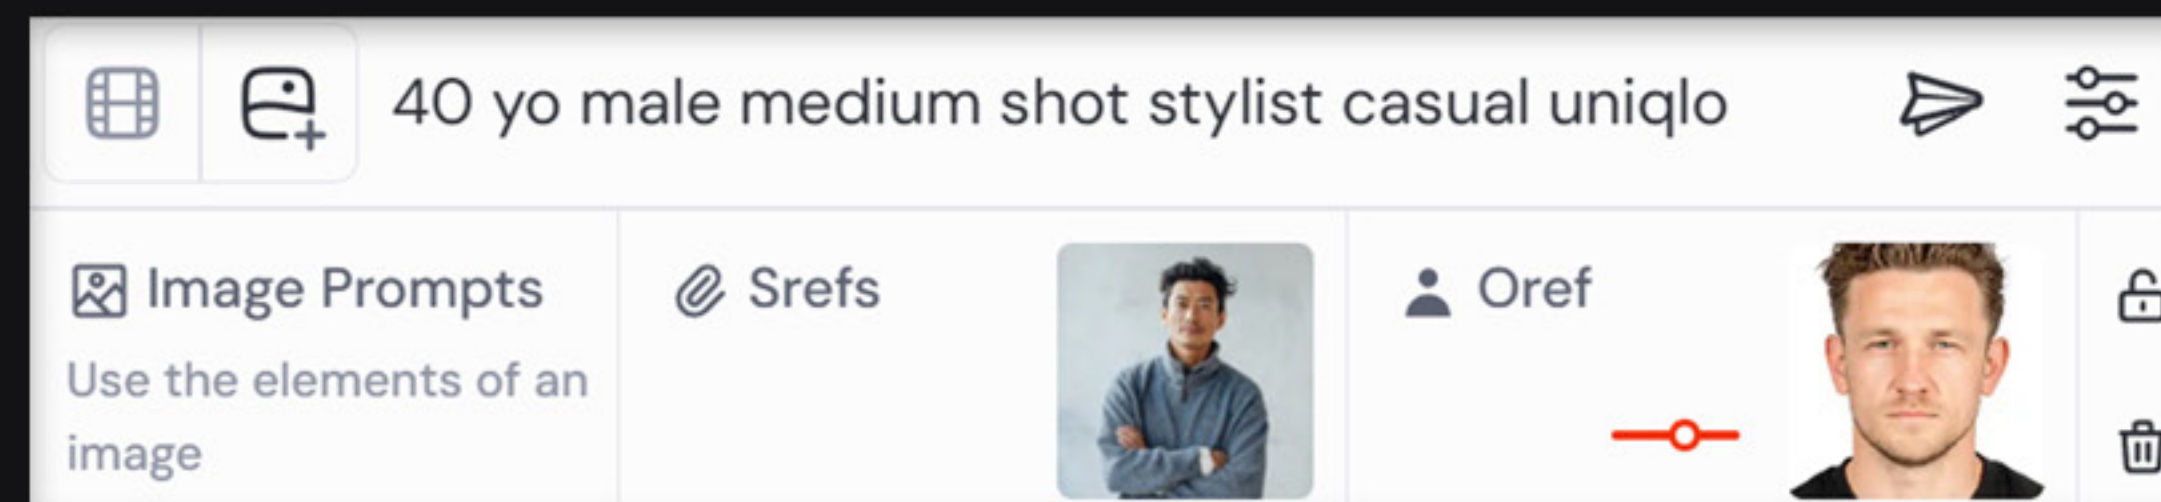 40 yo male medium shot stylist casual uniqlo
Image Prompts
Use the elements of an
image
Srefs
Oref